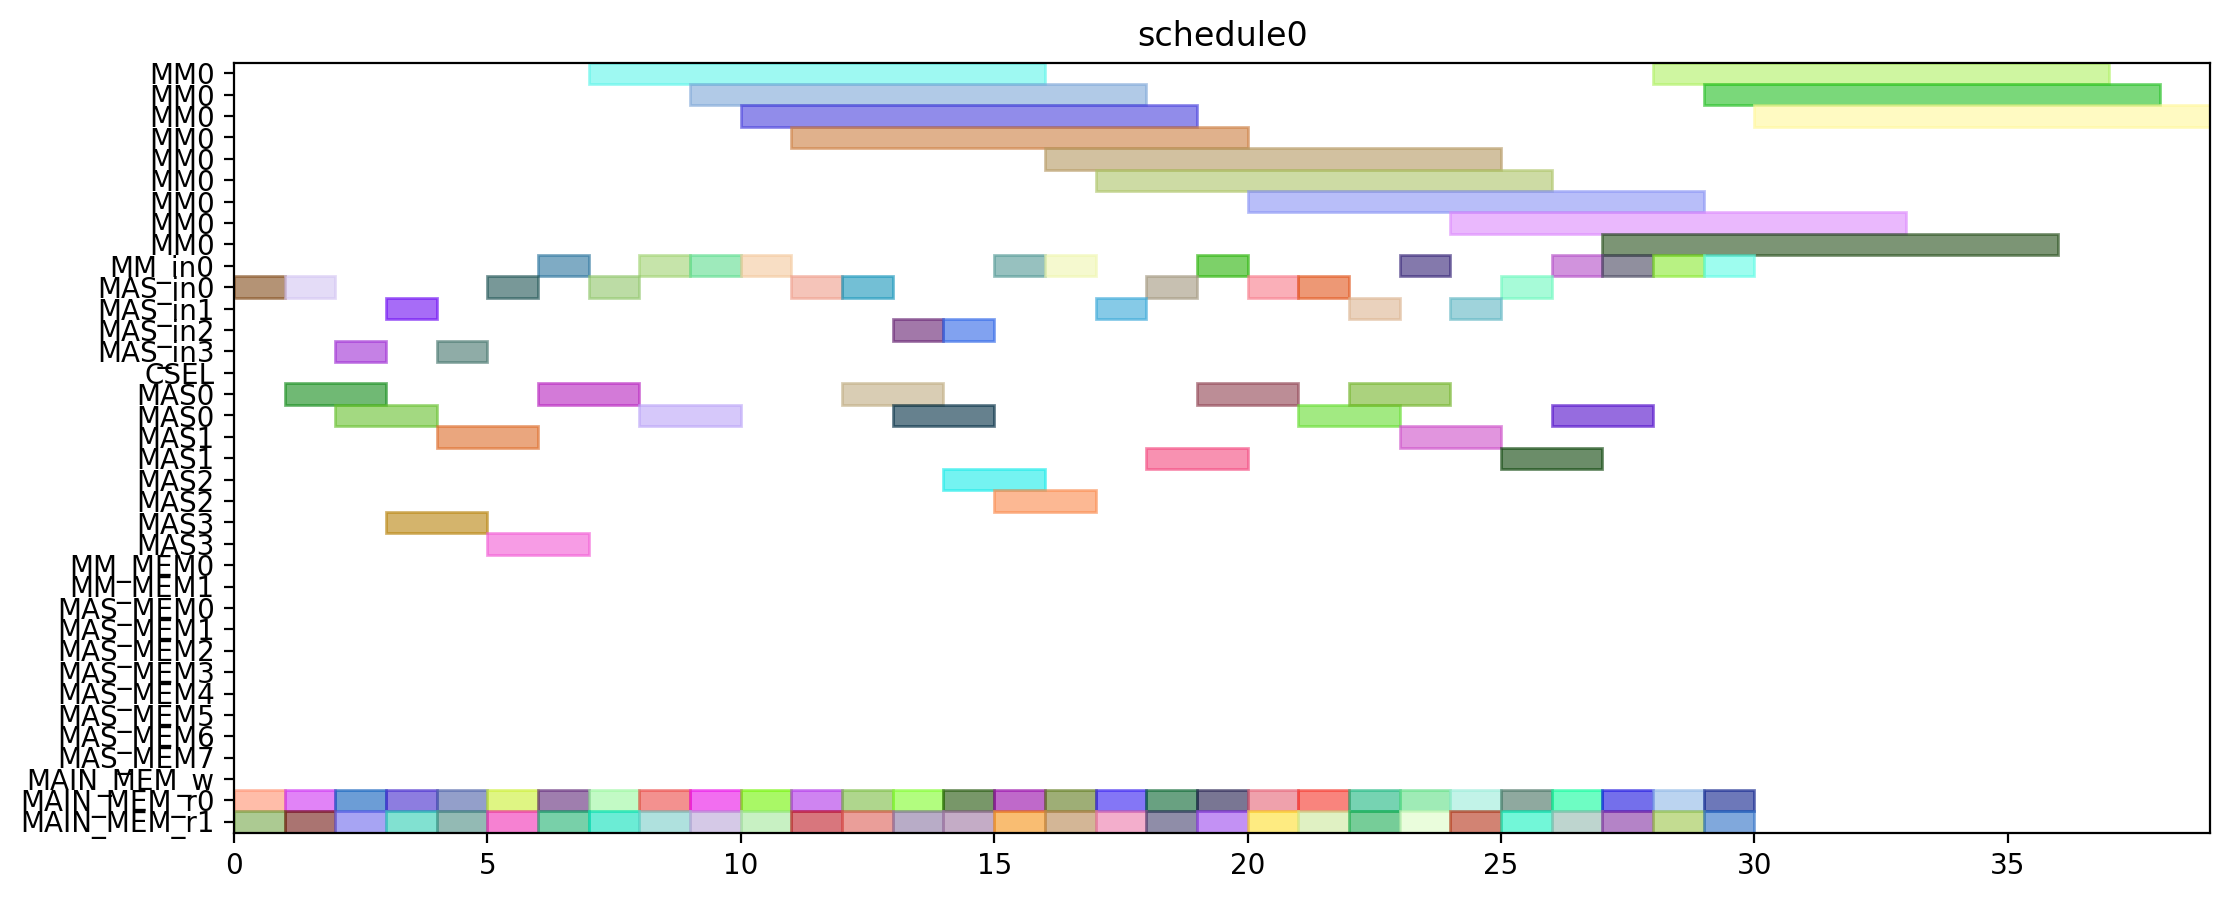 schedule0
MM0
MM0
MM0
MM0
MM0
MM0
MM0
MM0
MM0
MM_in0
MAS_in0
MAS_in1
MAS_in2
MAS_in3
CSEL
MAS0
MAS0
MAS1
MAS1
MAS2
MAS2
MAS3
MAS3
MM_MEM0
MM_MEM1
MAS_MEM0
MAS_MEM1
MAS_MEM2
MAS_MEM3
MAS_MEM4
MAS_MEM5
MAS_MEM6
MAS_MEM7
MAIN_MEM_w
MAIN_MEM_r0
MAIN_MEM_r1
0 5 10 15 20 25 30 35